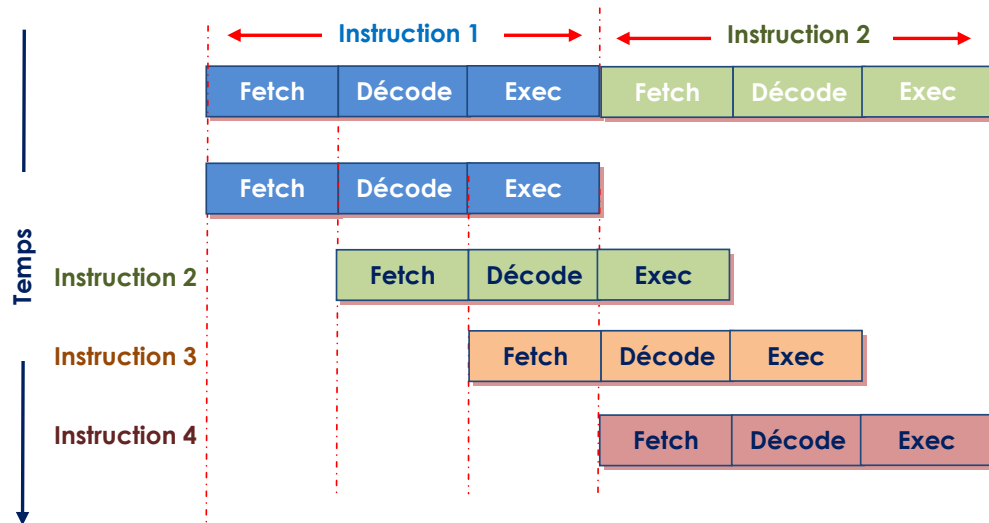 Instruction 1 Instruction 2
Fetch Décode Exec Fetch Décode Exec
Fetch Décode Exec
Temps
Instruction 2 Fetch Décode Exec
Instruction 3 Fetch Décode Exec
Instruction 4 Fetch Décode Exec